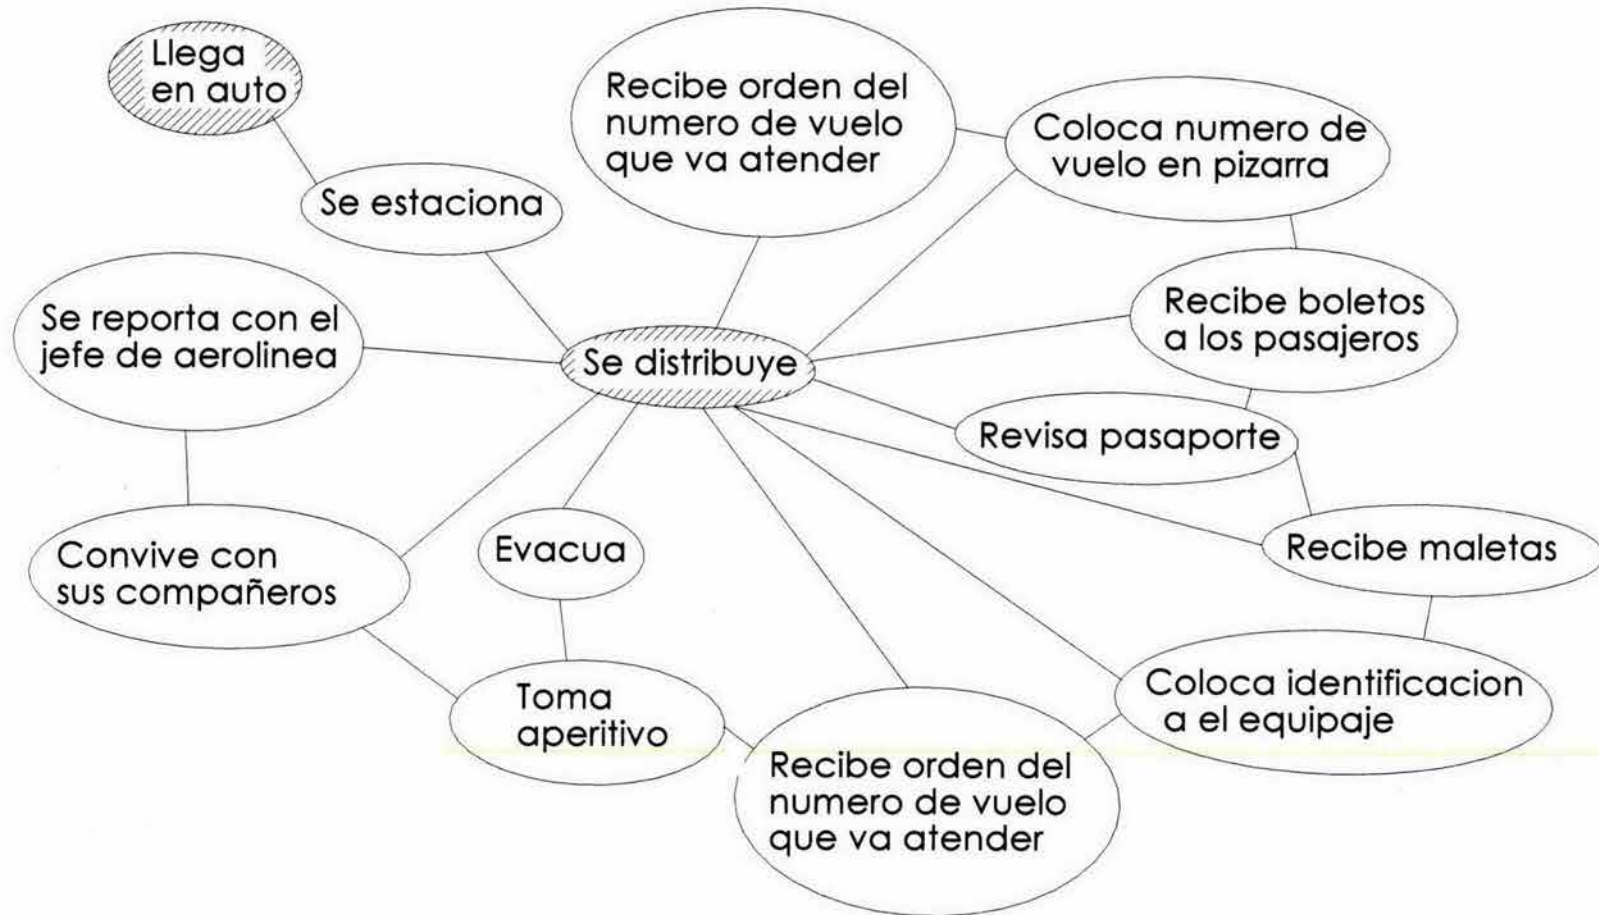 Llega
en auto
Se estaciona
Recibe orden del
numero de vuelo
que va atender
Coloca numero de
vuelo en pizarra
Se reporta con el
jefe de aerolinea
Se distribuye
Recibe boletos
a los pasajeros
Revisa pasaporte
Convive con
sus compañeros
Evacua
Recibe maletas
Toma
aperitivo
Coloca identificacion
a el equipaje
Recibe orden del
numero de vuelo
que va atender